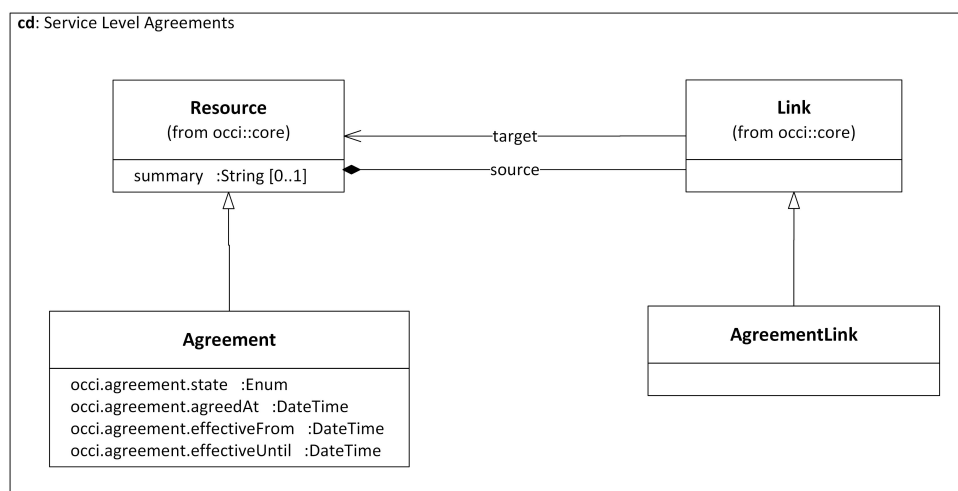 cd: Service Level Agreements
Resource
(from occi::core)
summary :String [0..1]
target
source
Link
(from occi::core)
Agreement
occi.agreement.state :Enum
occi.agreement.agreedAt :DateTime
occi.agreement.effectiveFrom :DateTime
occi.agreement.effectiveUntil :DateTime
AgreementLink